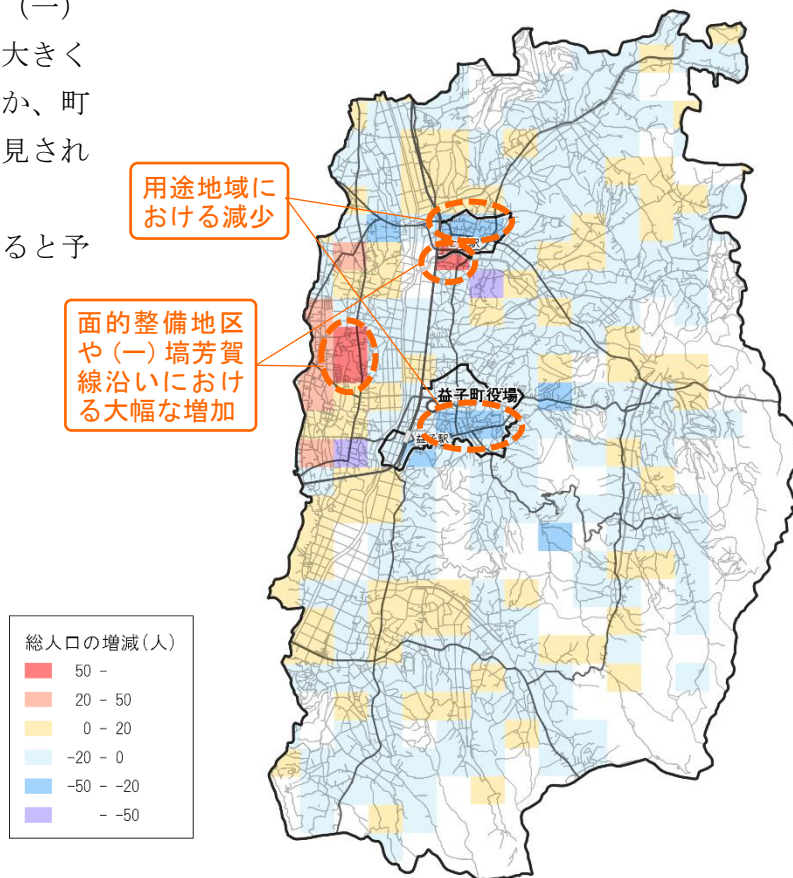 (一)
大きく
か、町
見され
ると予
用途地域に
おける減少
面的整備地区
や(一)塙芳賀
線沿いにおけ
る大幅な増加
益子町役場
益子駅
総人口の増減(人)
50 -
20 - 50
0 - 20
-20 - 0
-50 - -20
- -50